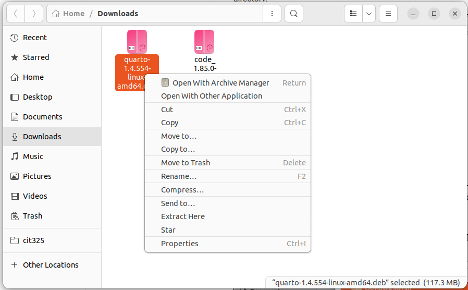 Home / Downloads
Recent
Starred
Home
Desktop
Documents
Downloads
Music
Pictures
Videos
Trash
cit325
+ Other Locations
quarto-
1.4.554-
linux-
amd64.d
code_
1.85.0-
Open With Archive Manager Return
Open With Other Application
Cut Ctrl+X
Copy Ctrl+C
Move to…
Copy to…
Move to Trash Delete
Rename… F2
Compress…
Send to…
Extract Here
Star
Properties Ctrl+I
"quarto-1.4.554-linux-amd64.deb" selected (117.3 MB)